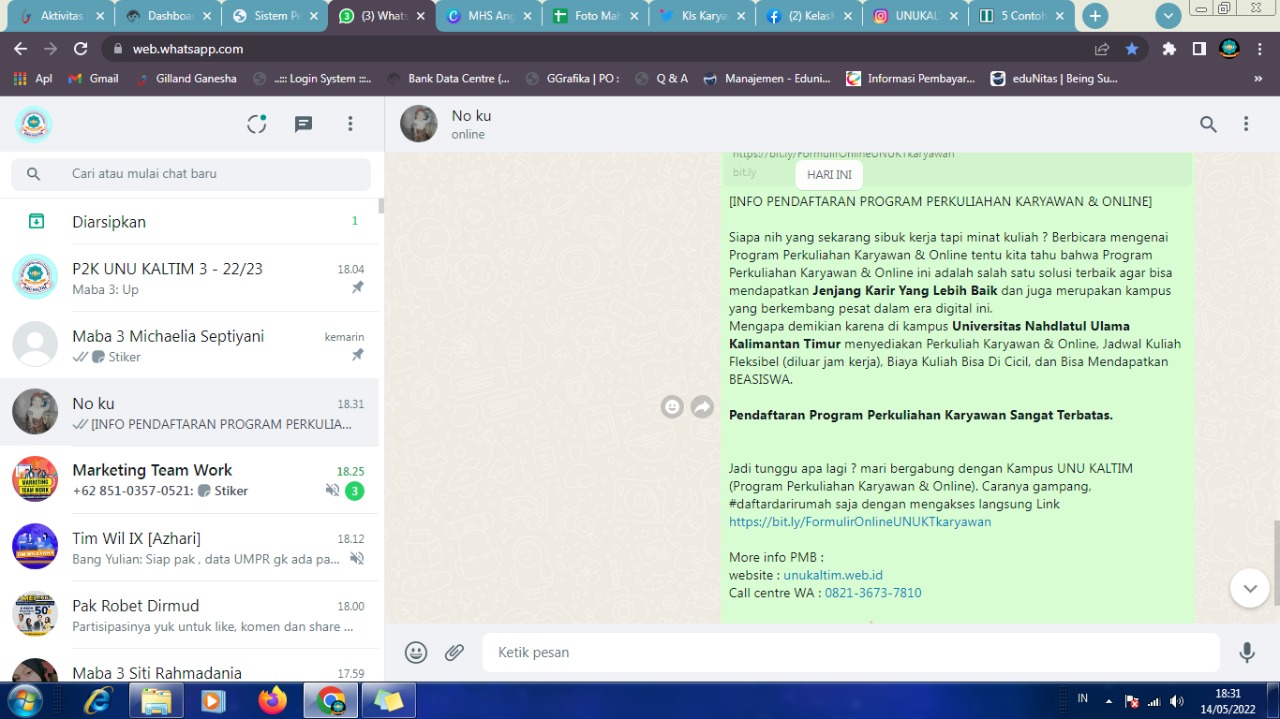 Aktivitas
Dashboar
Sistem Pe
(3) Whats
MHS Ang
Foto Mah
Kls Karya
(2) Kelask
UNUKAL
5 Contoh
web.whatsapp.com
Apl
Gmail
Gilland Ganesha
..::: Login System :::..
Bank Data Centre (...
GGrafika | PO :
Q & A
Manajemen - Eduni...
Informasi Pembayar...
eduNitas | Being Su...
»
No ku
online
Cari atau mulai chat baru
Diarsipkan
1
P2K UNU KALTIM 3 - 22/23
18.04
Maba 3: Up
Maba 3 Michaelia Septiyani
kemarin
Stiker
No ku
18.31
[INFO PENDAFTARAN PROGRAM PERKULIA...
Marketing Team Work
18.25
+62 851-0357-0521: Stiker
3
Tim Wil IX [Azhari]
18.12
Bang Yulian: Siap pak , data UMPR gk ada pa...
Pak Robet Dirmud
18.00
Partisipasinya yuk untuk like, komen dan share ...
Maba 3 Siti Rahmadania
17.59
https://bit.ly/FormulirOnlineUNUKTkaryawan
bit.ly
HARI INI
[INFO PENDAFTARAN PROGRAM PERKULIAHAN KARYAWAN & ONLINE]
Siapa nih yang sekarang sibuk kerja tapi minat kuliah ? Berbicara mengenai
Program Perkuliahan Karyawan & Online tentu kita tahu bahwa Program
Perkuliahan Karyawan & Online ini adalah salah satu solusi terbaik agar bisa
mendapatkan Jenjang Karir Yang Lebih Baik dan juga merupakan kampus
yang berkembang pesat dalam era digital ini.
Mengapa demikian karena di kampus Universitas Nahdlatul Ulama
Kalimantan Timur menyediakan Perkuliah Karyawan & Online, Jadwal Kuliah
Fleksibel (diluar jam kerja), Biaya Kuliah Bisa Di Cicil, dan Bisa Mendapatkan
BEASISWA.
Pendaftaran Program Perkuliahan Karyawan Sangat Terbatas.
Jadi tunggu apa lagi ? mari bergabung dengan Kampus UNU KALTIM
(Program Perkuliahan Karyawan & Online). Caranya gampang,
#daftardarirumah saja dengan mengakses langsung Link
https://bit.ly/FormulirOnlineUNUKTkaryawan
More info PMB :
website : unukaltim.web.id
Call centre WA : 0821-3673-7810
Ketik pesan
IN
18:31
14/05/2022